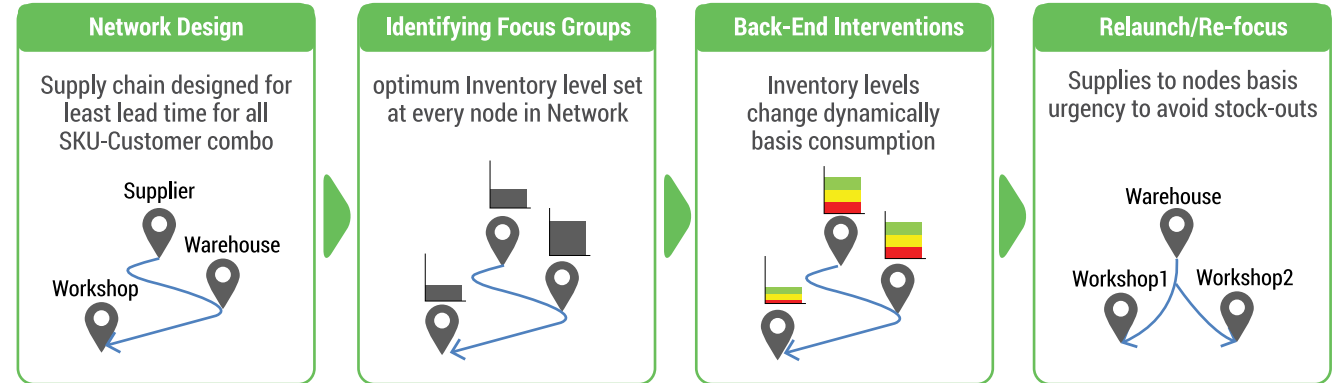 Network Design
Supply chain designed for
least lead time for all
SKU-Customer combo
Supplier
Warehouse
Workshop
Identifying Focus Groups
optimum Inventory level set
at every node in Network
Back-End Interventions
Inventory levels
change dynamically
basis consumption
Relaunch/Re-focus
Supplies to nodes basis
urgency to avoid stock-outs
Warehouse
Workshop1
Workshop2